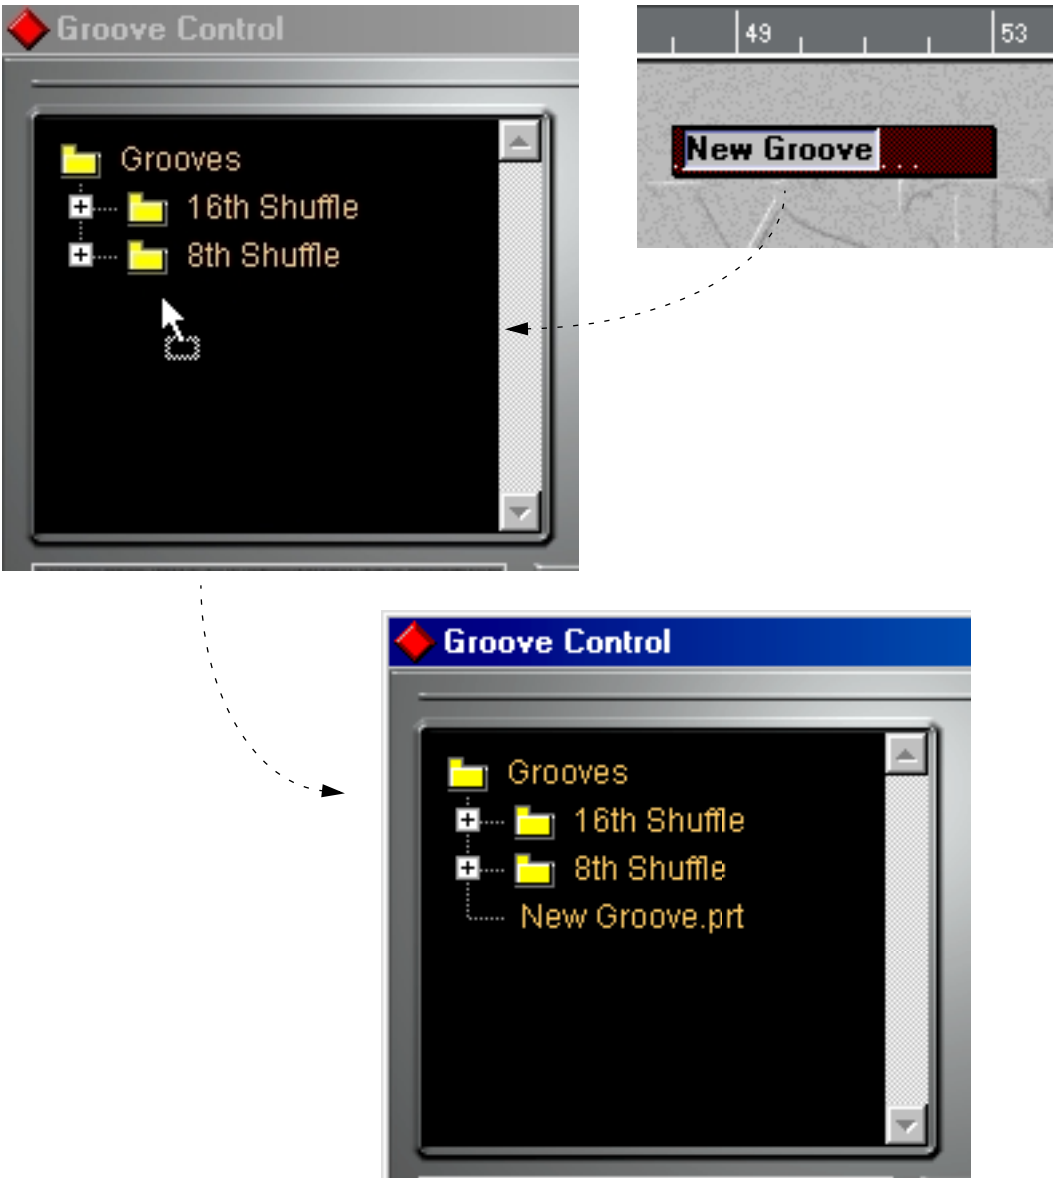 Groove Control
Grooves
16th Shuffle
8th Shuffle
49 53
New Groove
Groove Control
Grooves
16th Shuffle
8th Shuffle
New Groove.prt